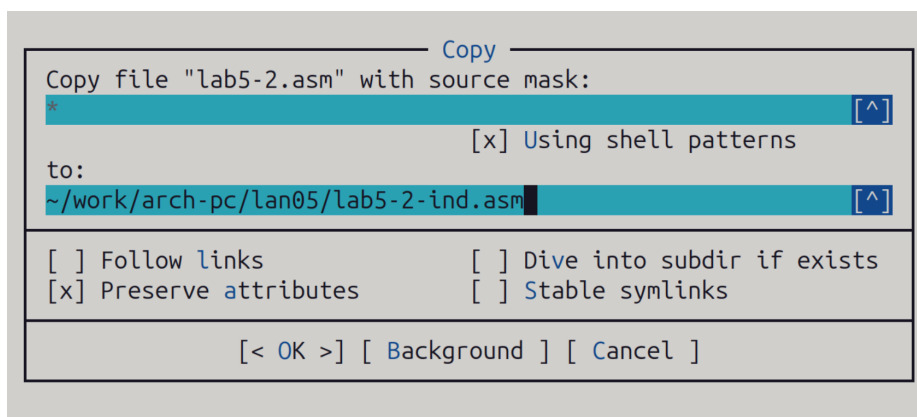 Copy
Copy file "lab5-2.asm" with source mask:
* [^]
[x] Using shell patterns
to:
~/work/arch-pc/lan05/lab5-2-ind.asm [^]
[ ] Follow links [ ] Dive into subdir if exists
[x] Preserve attributes [ ] Stable symlinks
[< OK >] [ Background ] [ Cancel ]